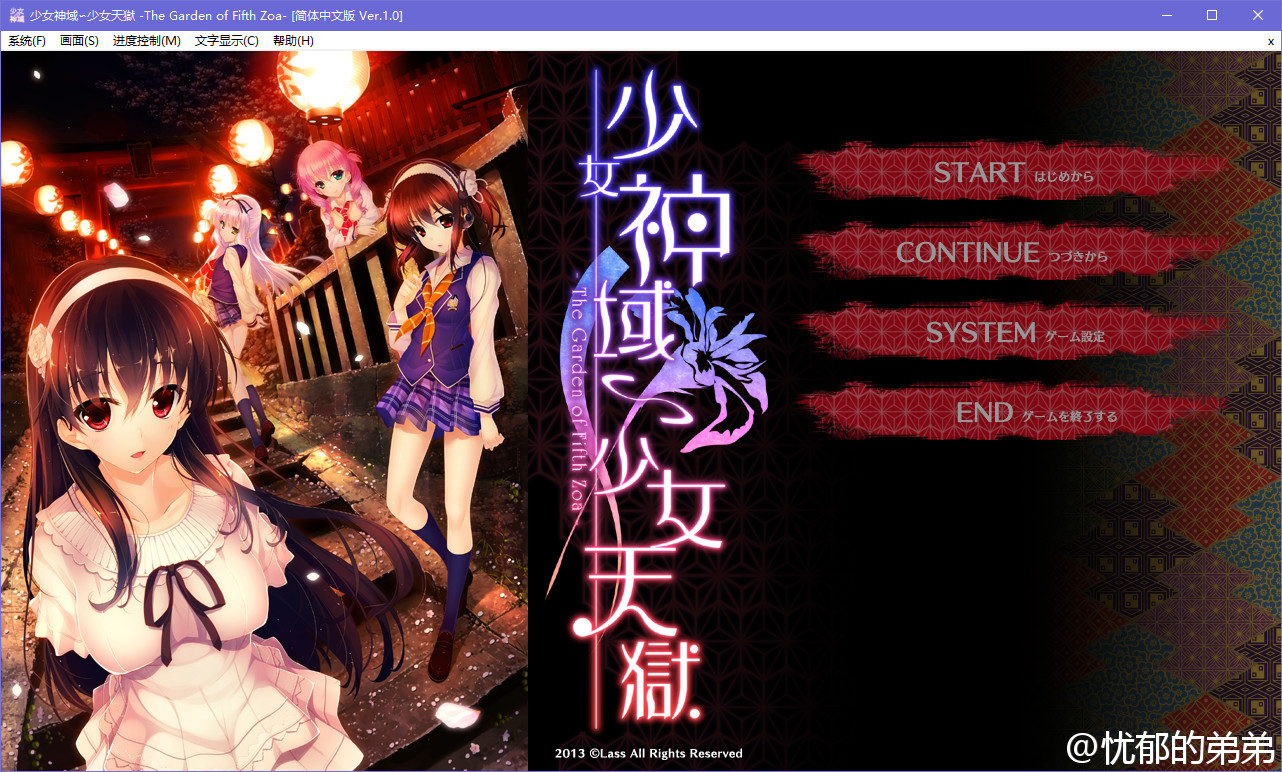 少女神域∽少女天獄 -The Garden of Fifth Zoa- [简体中文版 Ver.1.0]
系统(F) 画面(S) 进度控制(M) 文字显示(C) 帮助(H) x
少女神域∽少女天獄
- The Garden of Fifth Zoa -
START はじめから
CONTINUE つづきから
SYSTEM ゲーム設定
END ゲームを終了する
2013 ©Lass All Rights Reserved
@忧郁的弟弟